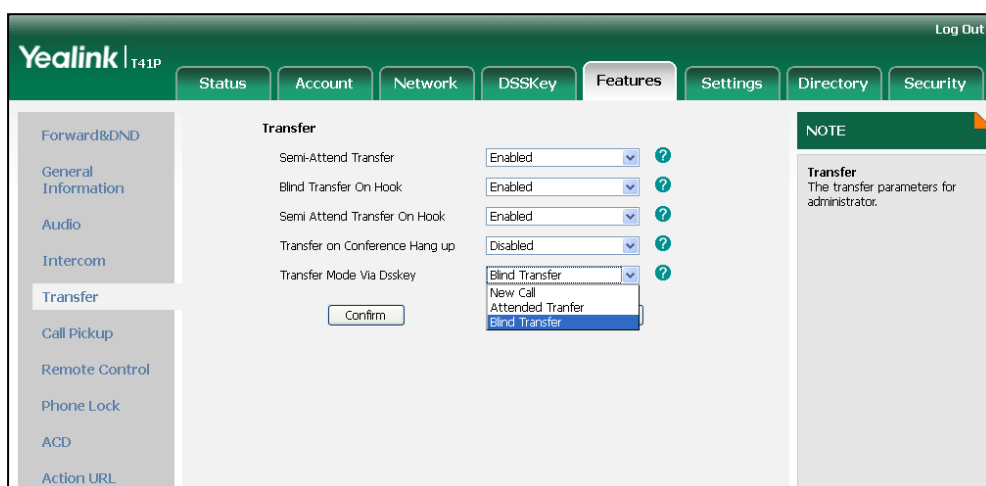 Log Out
Yealink T41P
Status Account Network DSSKey Features Settings Directory Security
Forward&DND
General
Information
Audio
Intercom
Transfer
Call Pickup
Remote Control
Phone Lock
ACD
Action URL
Transfer
Semi-Attend Transfer Enabled ?
Blind Transfer On Hook Enabled ?
Semi Attend Transfer On Hook Enabled ?
Transfer on Conference Hang up Disabled ?
Transfer Mode Via Dsskey Blind Transfer ?
New Call
Attended Tranfer
Blind Transfer
Confirm
NOTE
Transfer
The transfer parameters for
administrator.